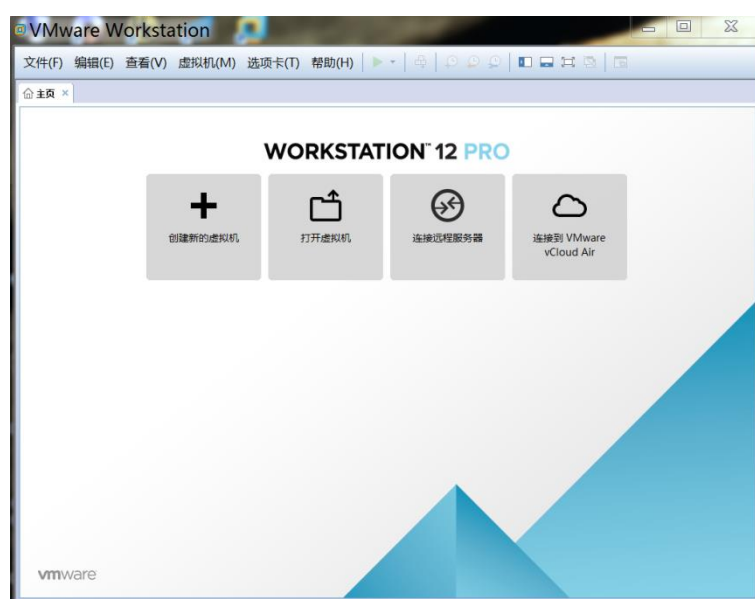 VMware Workstation
文件(F) 编辑(E) 查看(V) 虚拟机(M) 选项卡(T) 帮助(H)
主页
WORKSTATION™ 12 PRO
创建新的虚拟机
打开虚拟机
连接远程服务器
连接到 VMware
vCloud Air
vmware